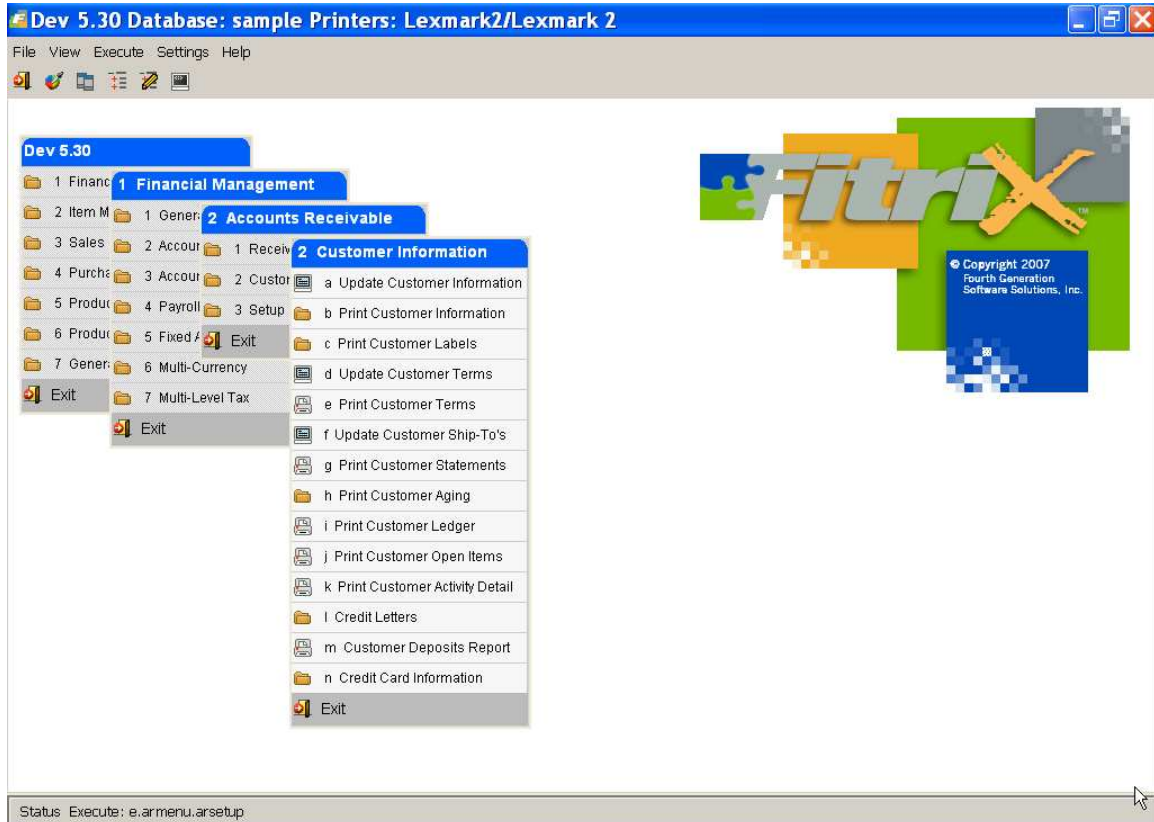 Dev 5.30 Database: sample Printers: Lexmark2/Lexmark 2
File View Execute Settings Help
Fitrix
TM
© Copyright 2007
Fourth Generation
Software Solutions, Inc.
Dev 5.30
1 Financ
2 Item M
3 Sales
4 Purcha
5 Produc
6 Produc
7 Genera
Exit
1 Financial Management
1 Genera
2 Accoun
3 Accoun
4 Payroll
5 Fixed A
6 Multi-Currency
7 Multi-Level Tax
Exit
2 Accounts Receivable
1 Receiv
2 Custor
3 Setup
Exit
2 Customer Information
a Update Customer Information
b Print Customer Information
c Print Customer Labels
d Update Customer Terms
e Print Customer Terms
f Update Customer Ship-To's
g Print Customer Statements
h Print Customer Aging
i Print Customer Ledger
j Print Customer Open Items
k Print Customer Activity Detail
l Credit Letters
m Customer Deposits Report
n Credit Card Information
Exit
Status Execute: e.armenu.arsetup